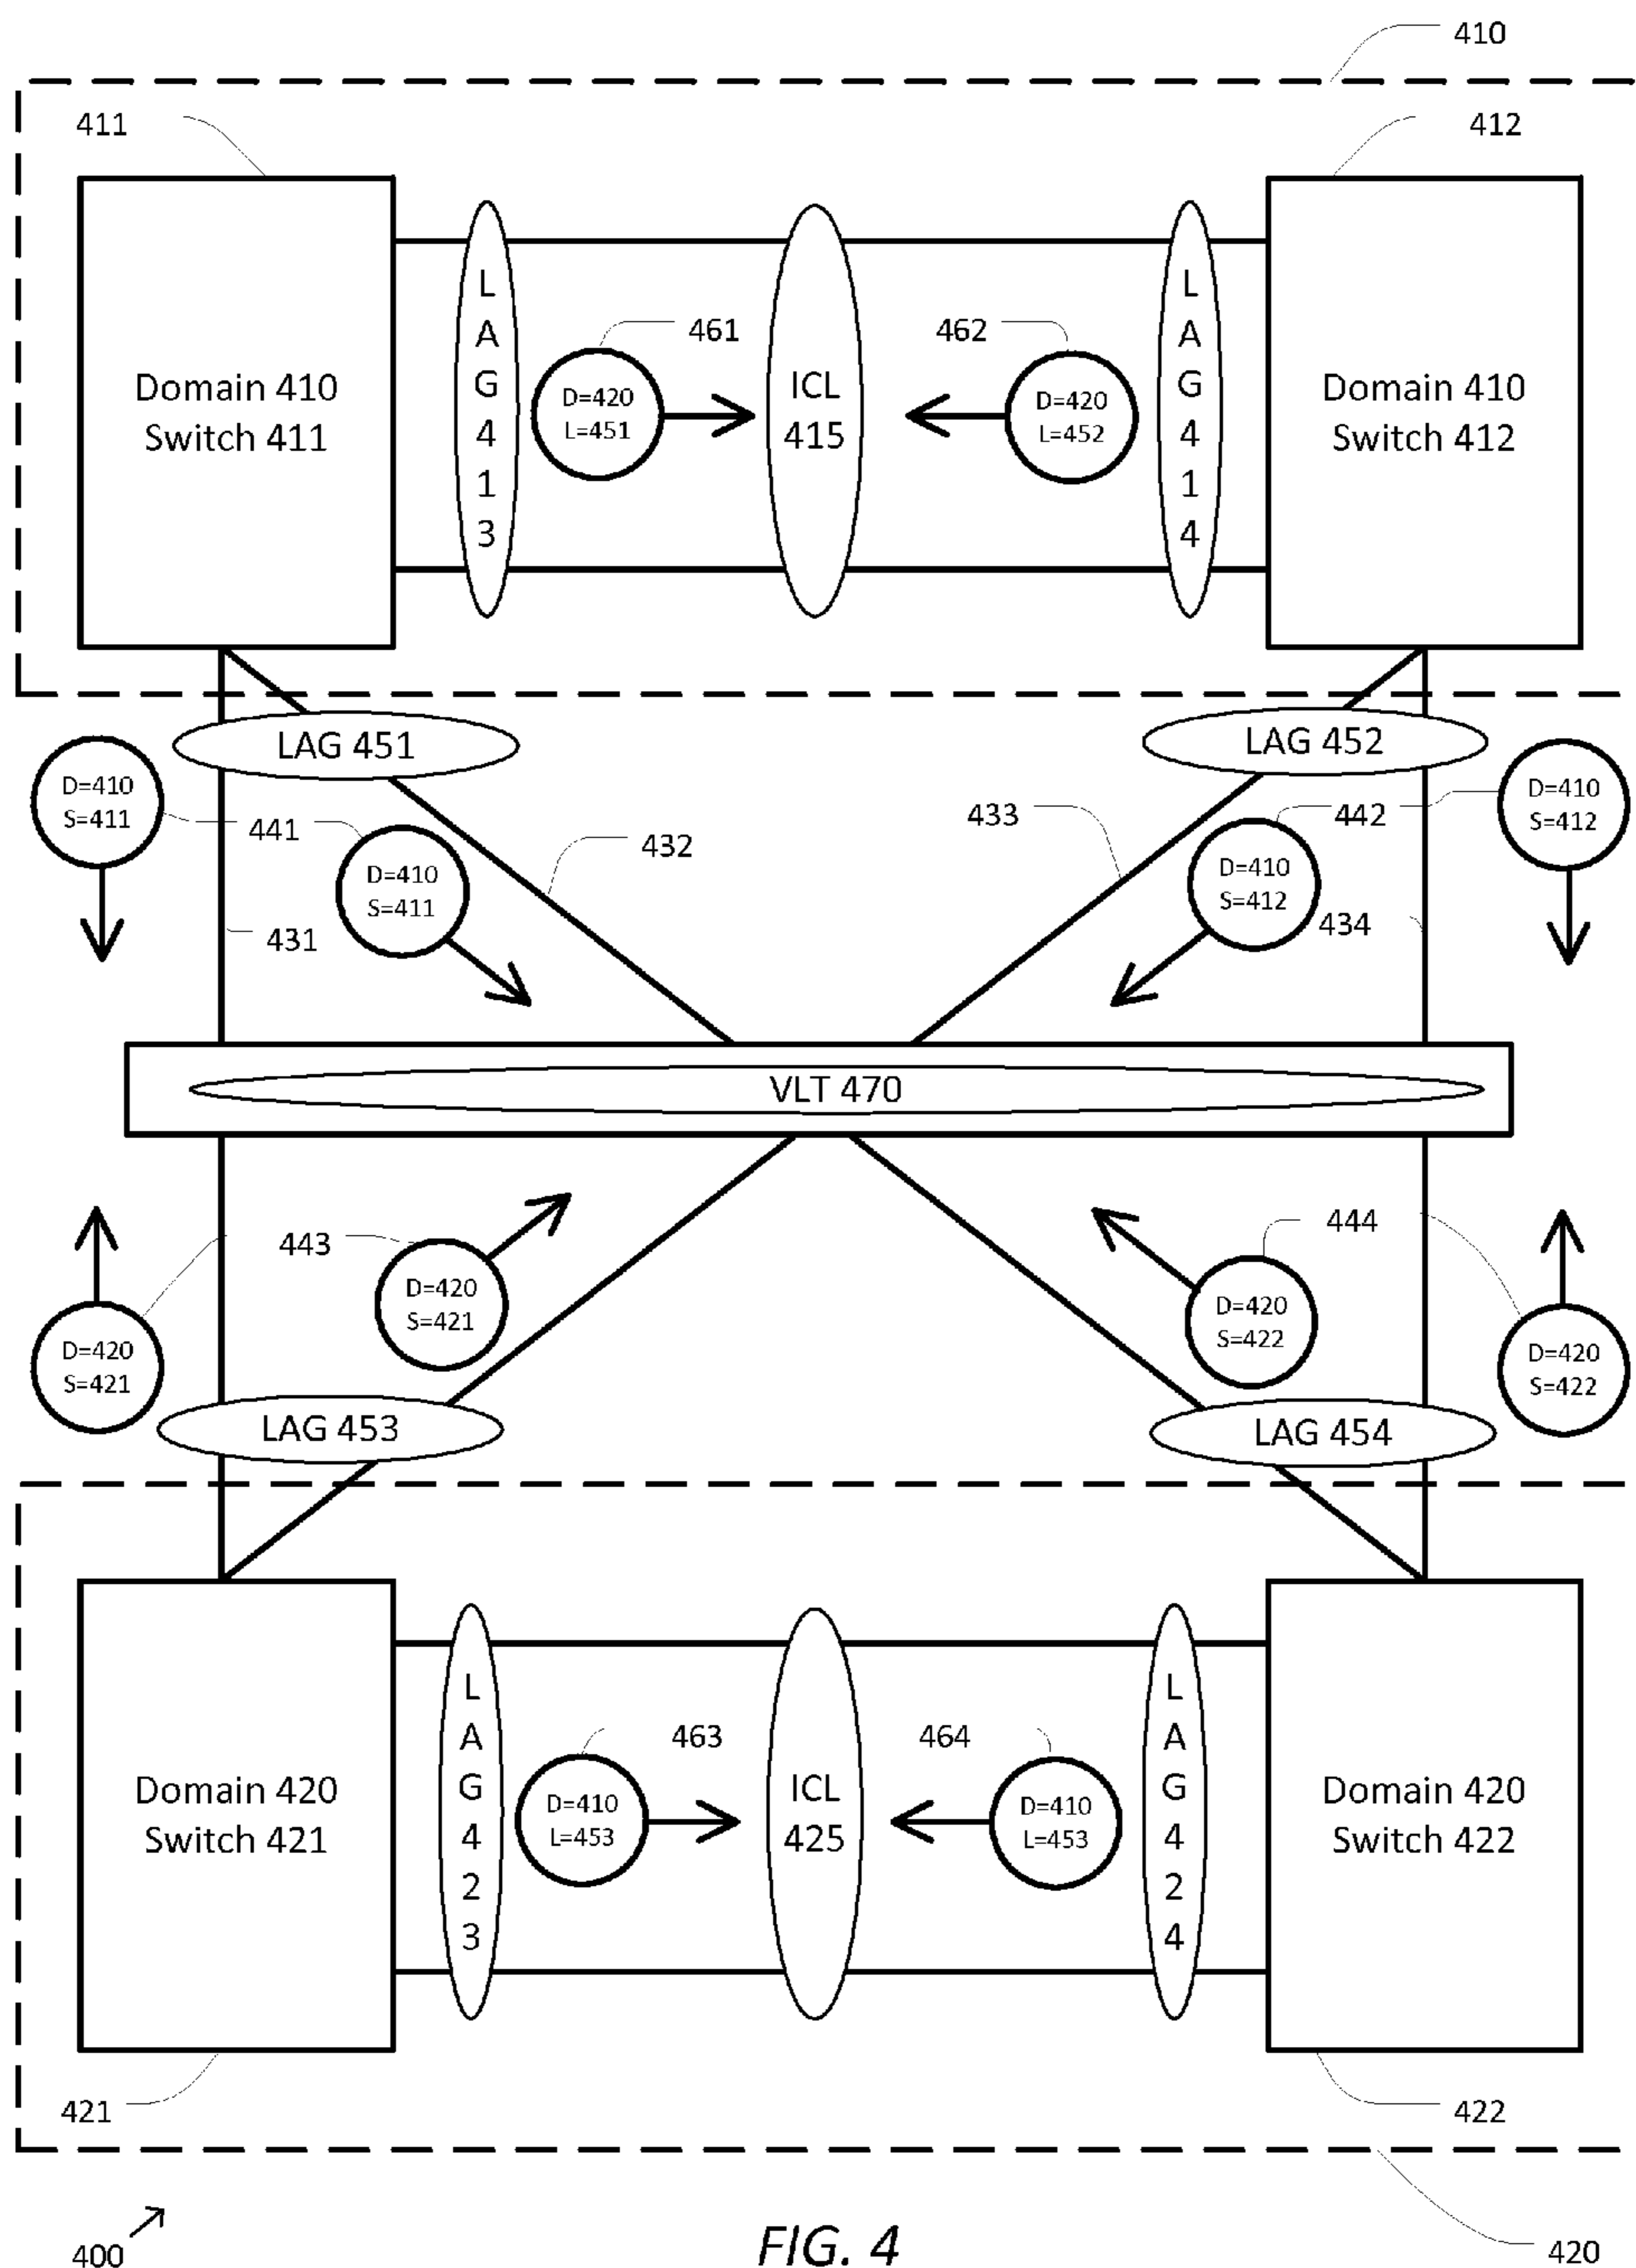 410
411
412
L
A
G
4
1
3
L
A
G
4
1
4
461
462
Domain 410
Switch 411
D=420
L=451
ICL
415
D=420
L=452
Domain 410
Switch 412
LAG 451
LAG 452
D=410
S=411
441
D=410
S=411
432
433
442
D=410
S=412
D=410
S=412
431
434
VLT 470
443
444
D=420
S=421
D=420
S=421
D=420
S=422
D=420
S=422
LAG 453
LAG 454
L
A
G
4
2
3
L
A
G
4
2
4
463
464
Domain 420
Switch 421
D=410
L=453
ICL
425
D=410
L=453
Domain 420
Switch 422
421
422
400
FIG. 4
420